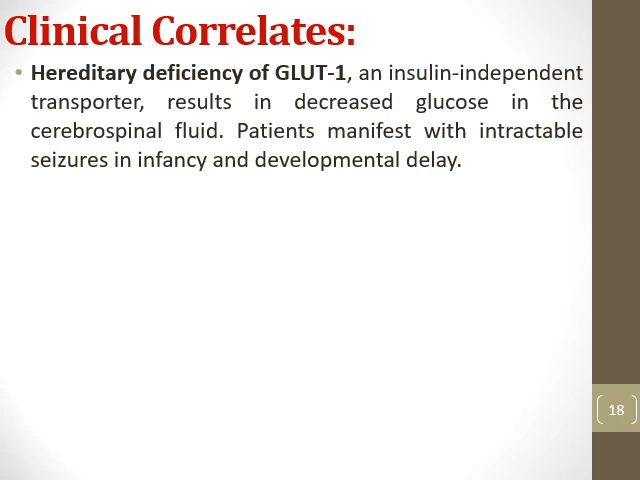 Clinical Correlates:
• Hereditary deficiency of GLUT-1, an insulin-independent
transporter, results in decreased glucose in the
cerebrospinal fluid. Patients manifest with intractable
seizures in infancy and developmental delay.
18